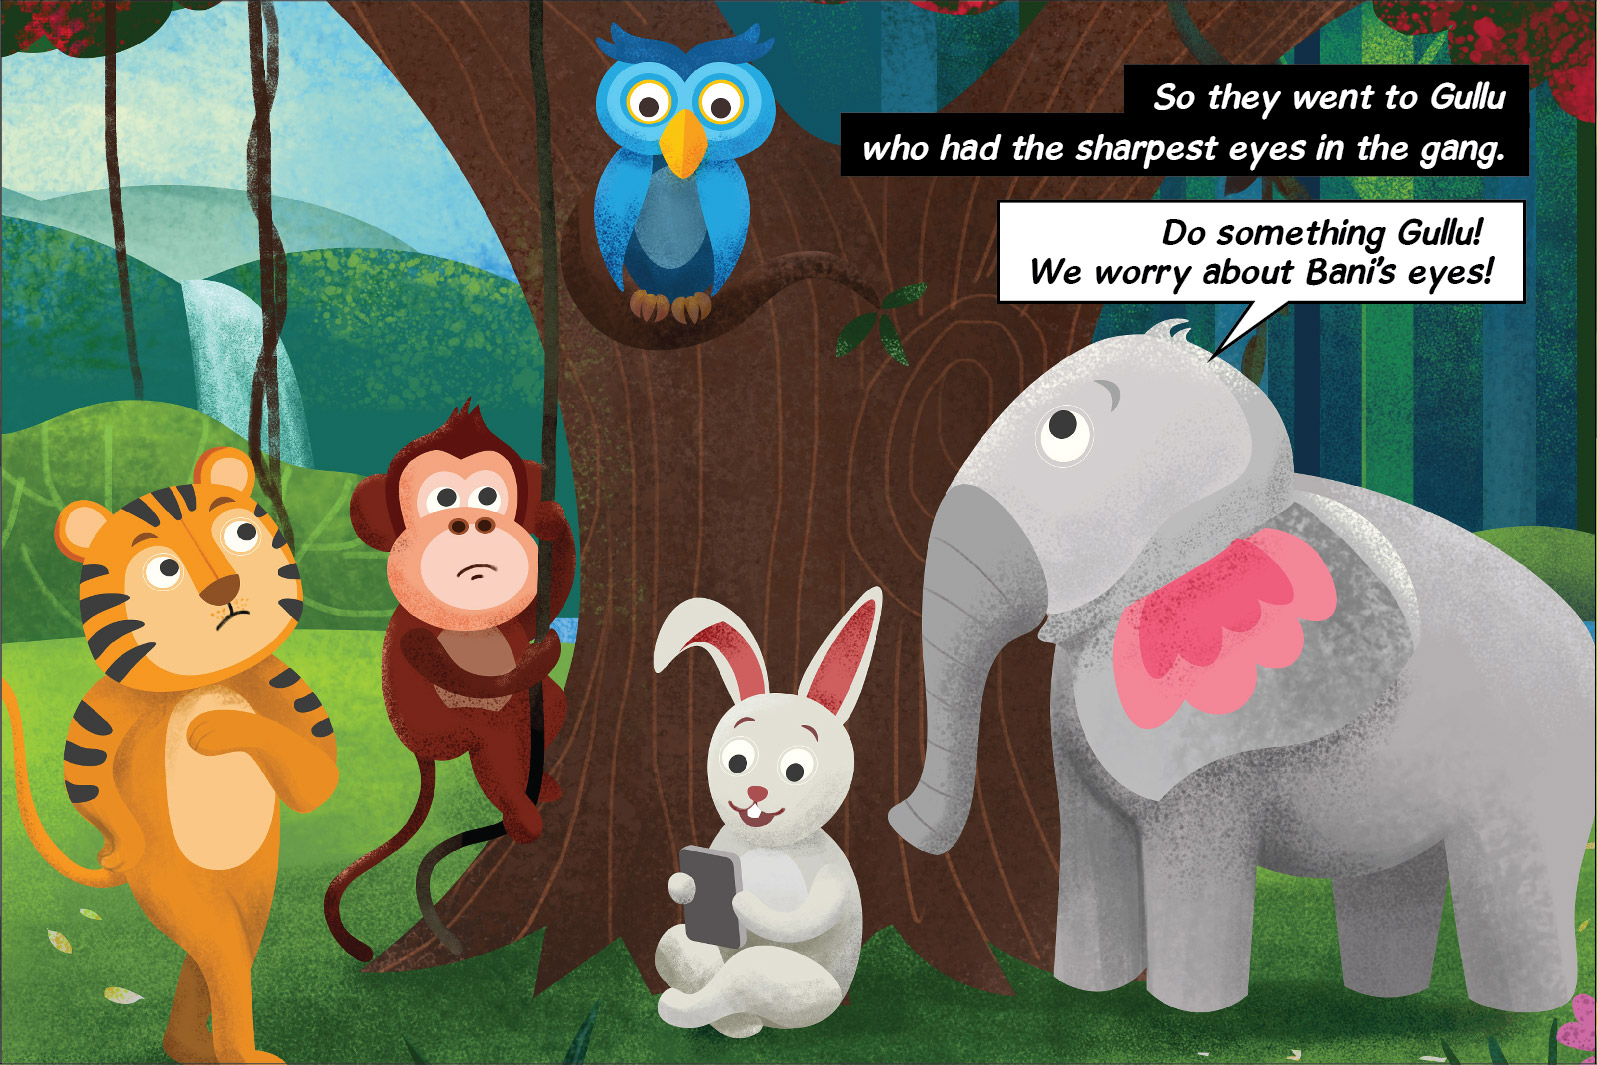 So they went to Gullu
who had the sharpest eyes in the gang.
Do something Gullu!
We worry about Bani's eyes!